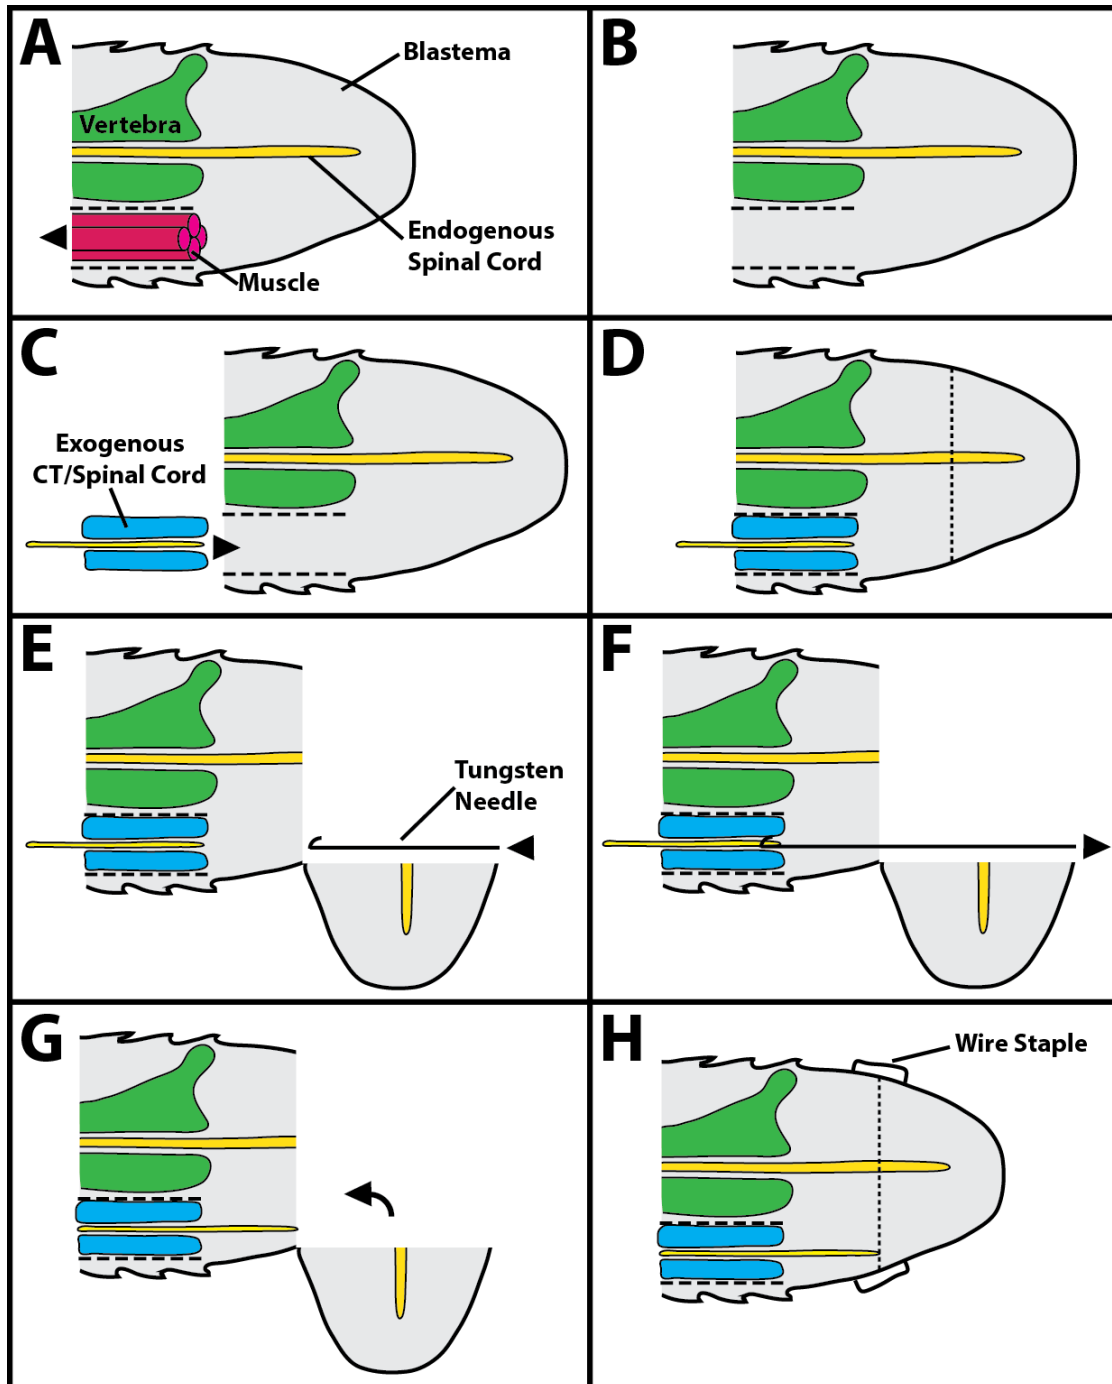 A
Blastema
Vertebra
Endogenous
Spinal Cord
Muscle
B
C
Exogenous
CT/Spinal Cord
D
E
Tungsten
Needle
F
G
H
Wire Staple